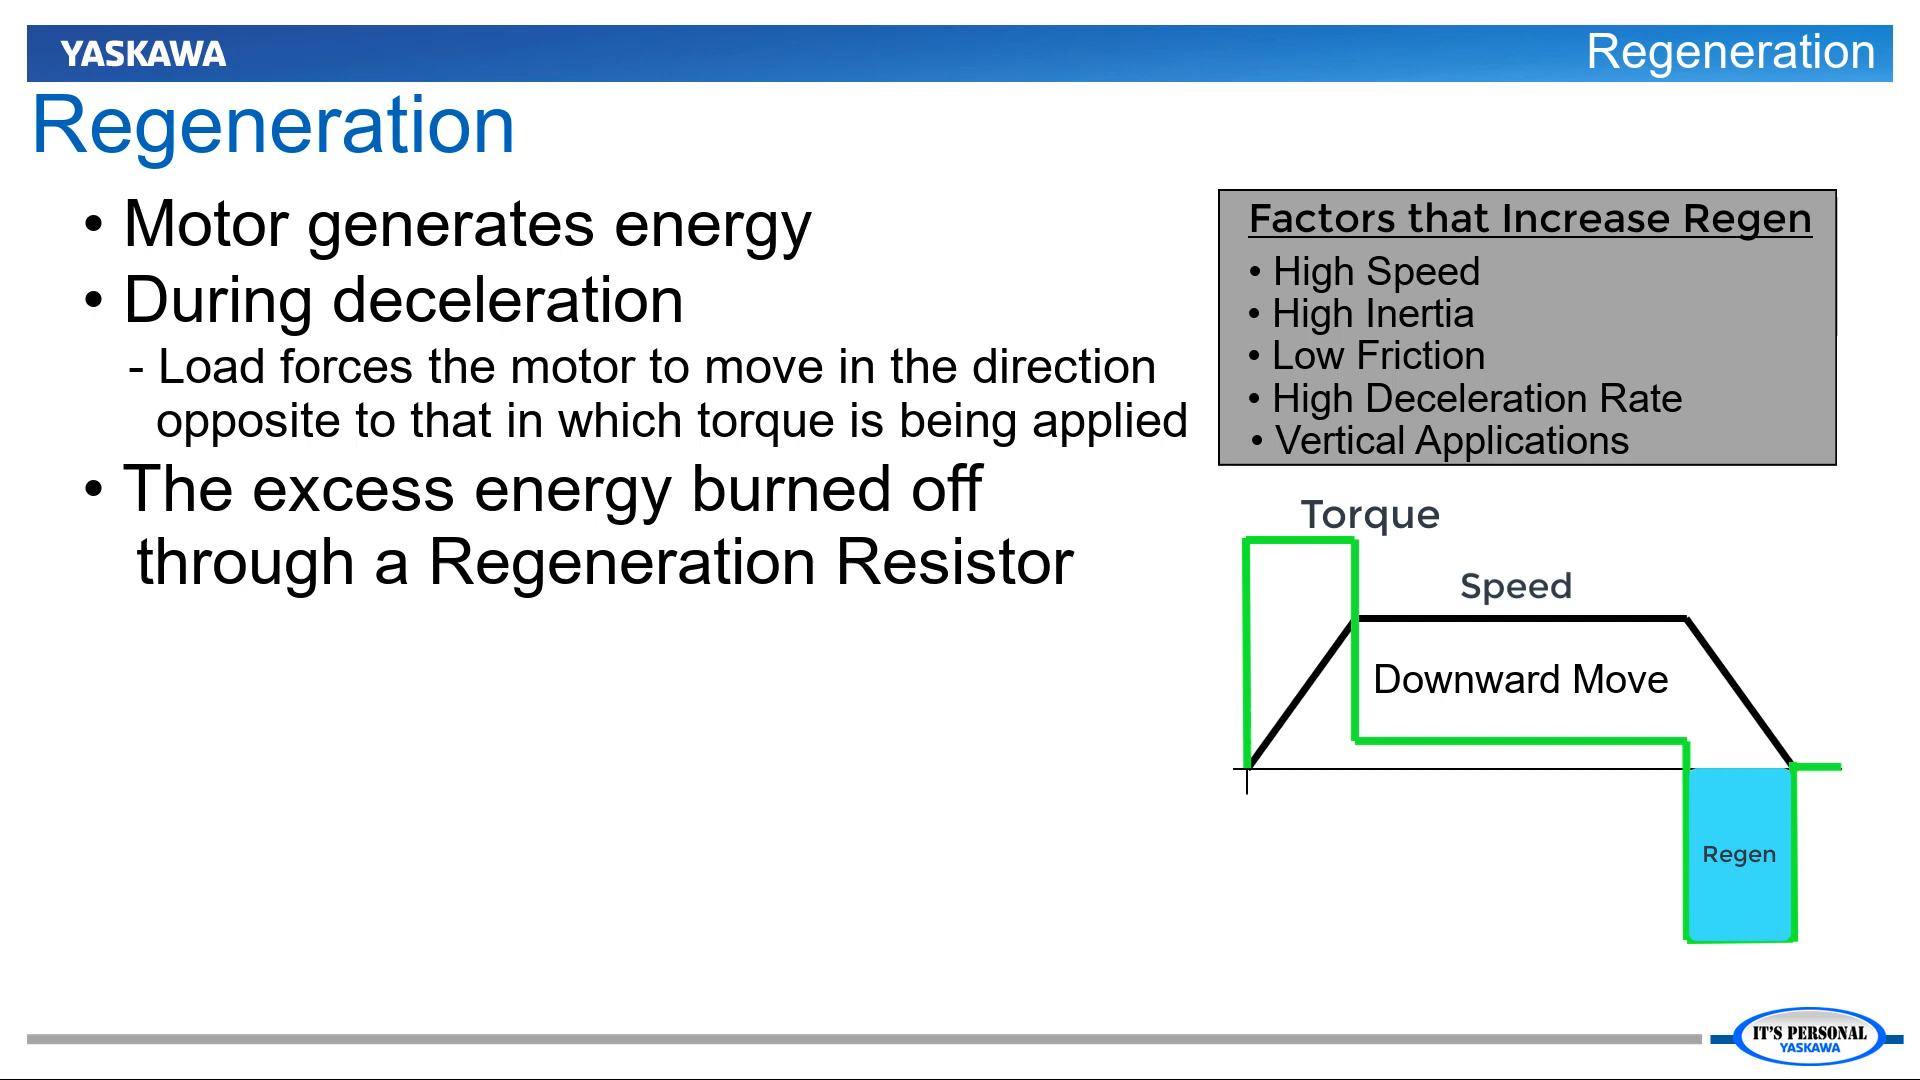 YASKAWA
Regeneration
Regeneration
• Motor generates energy
• During deceleration
- Load forces the motor to move in the direction
opposite to that in which torque is being applied
• The excess energy burned off
through a Regeneration Resistor
Factors that Increase Regen
• High Speed
• High Inertia
• Low Friction
• High Deceleration Rate
• Vertical Applications
Torque
Speed
Downward Move
Regen
IT'S PERSONAL
YASKAWA